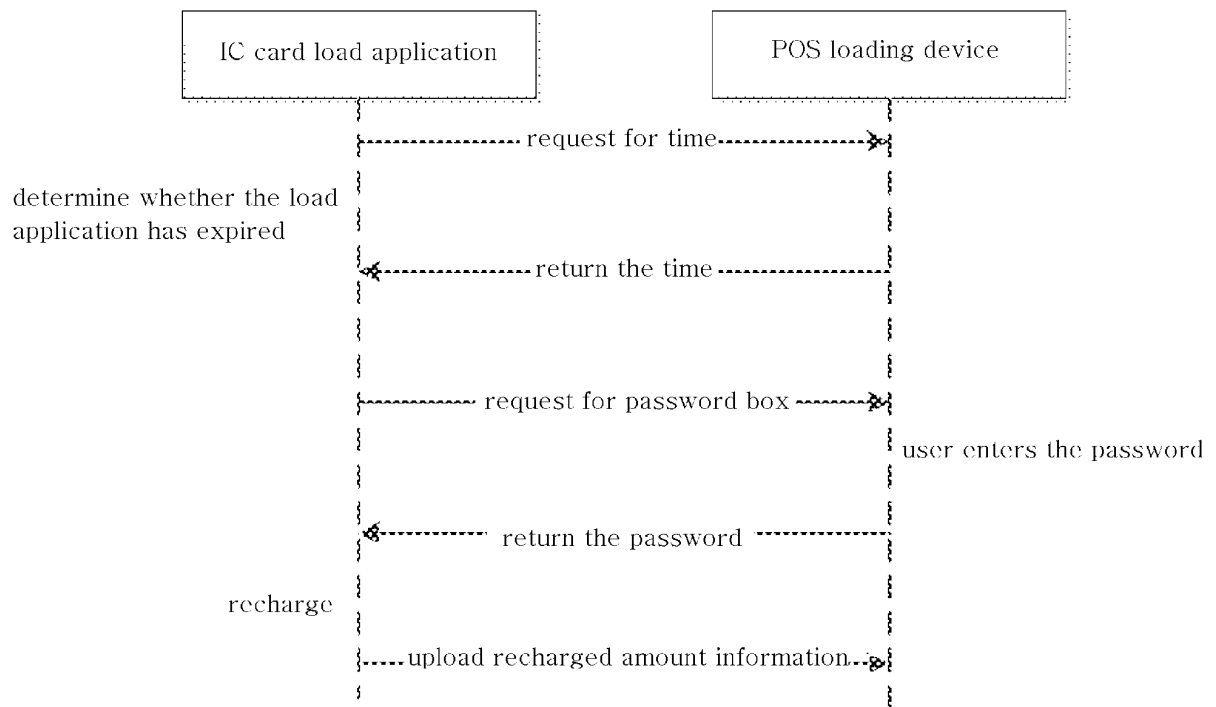 IC card load application
POS loading device
request for time
determine whether the load
application has expired
return the time
request for password box
user enters the password
return the password
recharge
upload recharged amount information